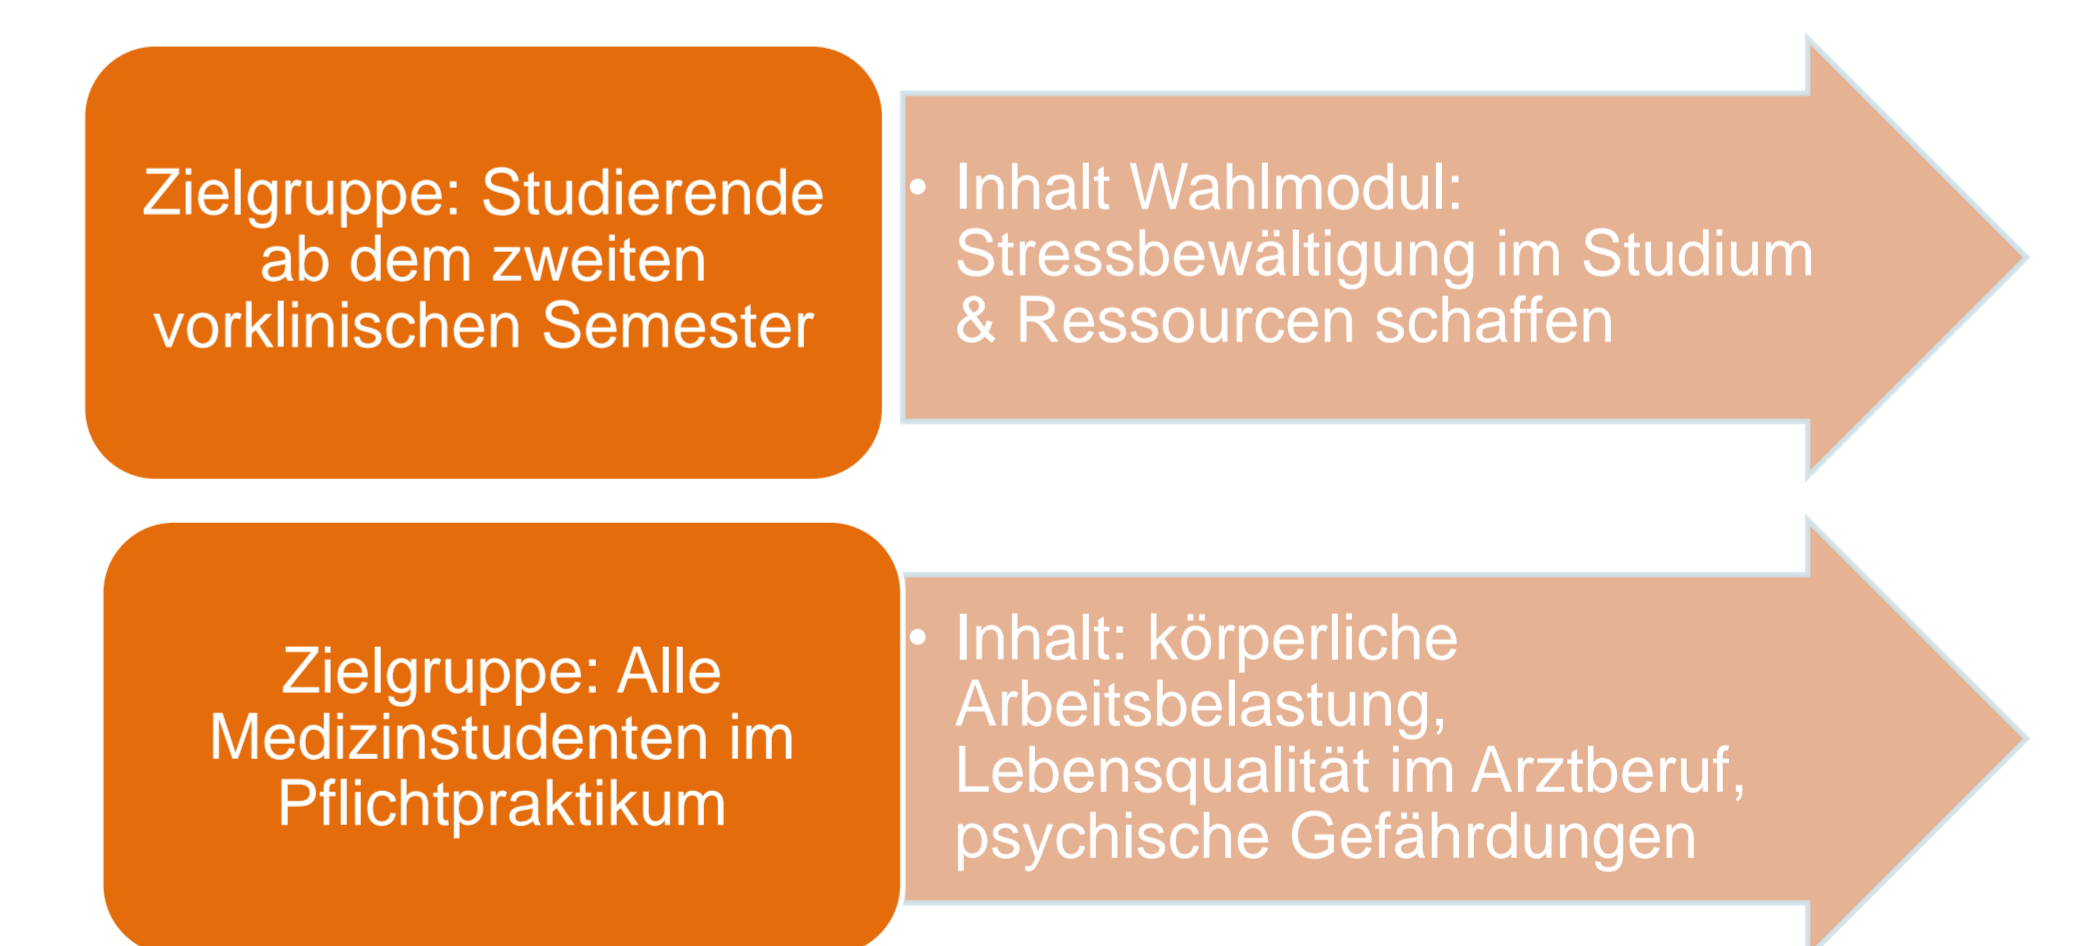 Zielgruppe: Studierende
ab dem zweiten
vorklinischen Semester
• Inhalt Wahlmodul:
Stressbewältigung im Studium
& Ressourcen schaffen
Zielgruppe: Alle
Medizinstudenten im
Pflichtpraktikum
• Inhalt: körperliche
Arbeitsbelastung,
Lebensqualität im Arztberuf,
psychische Gefährdungen